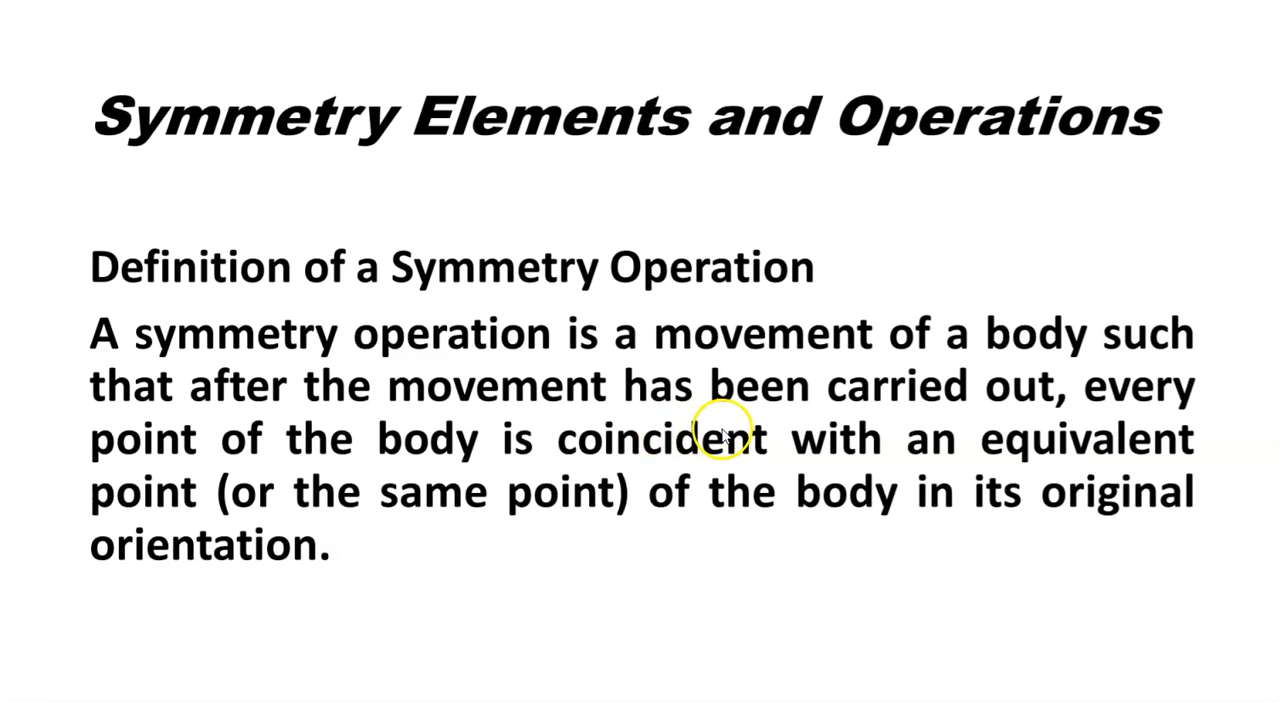 Symmetry Elements and Operations
Definition of a Symmetry Operation
A symmetry operation is a movement of a body such
that after the movement has been carried out, every
point of the body is coincident with an equivalent
point (or the same point) of the body in its original
orientation.